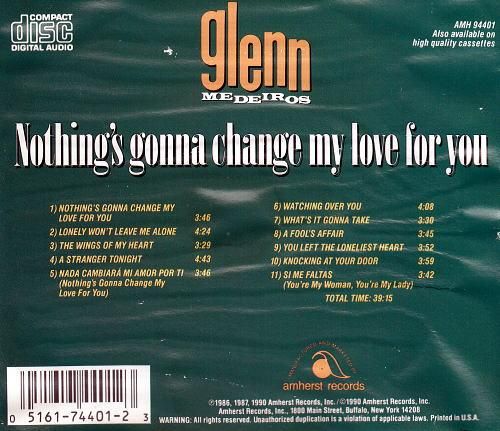 COMPACT
disc
DIGITAL AUDIO
glenn
MEDEIROS
AMH 94401
Also available on
high quality cassettes
Nothing's gonna change my love for you
1) NOTHING'S GONNA CHANGE MY
LOVE FOR YOU 3:46
2) LONELY WON'T LEAVE ME ALONE 4:24
3) THE WINGS OF MY HEART 3:29
4) A STRANGER TONIGHT 4:43
5) NADA CAMBIARÁ MI AMOR POR TI 3:46
(Nothing's Gonna Change My
Love For You)
6) WATCHING OVER YOU 4:08
7) WHAT'S IT GONNA TAKE 3:30
8) A FOOL'S AFFAIR 3:45
9) YOU LEFT THE LONELIEST HEART 3:52
10) KNOCKING AT YOUR DOOR 3:59
11) SI ME FALTAS 3:42
(You're My Woman, You're My Lady)
TOTAL TIME: 39:15
MANUFACTURED AND MARKETED BY
amherst records
0 5161-74401-2 3
℗1986, 1987, 1990 Amherst Records, Inc./©1990 Amherst Records, Inc.
Amherst Records, Inc., 1800 Main Street, Buffalo, New York 14208
WARNING: All rights reserved. Unauthorized duplication is a violation of applicable laws. Printed in U.S.A.